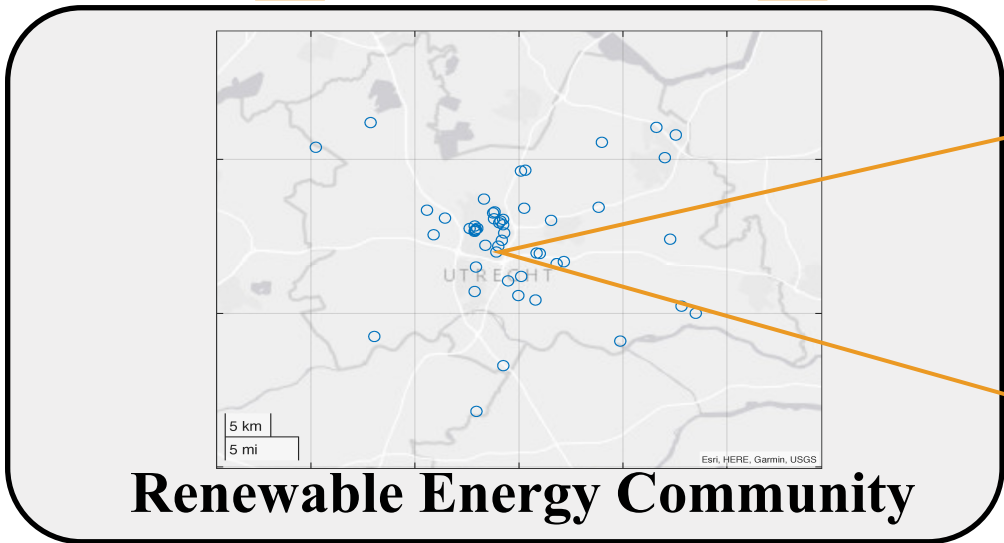 UTRECHT
5 km
5 mi
Esri, HERE, Garmin, USGS
Renewable Energy Community